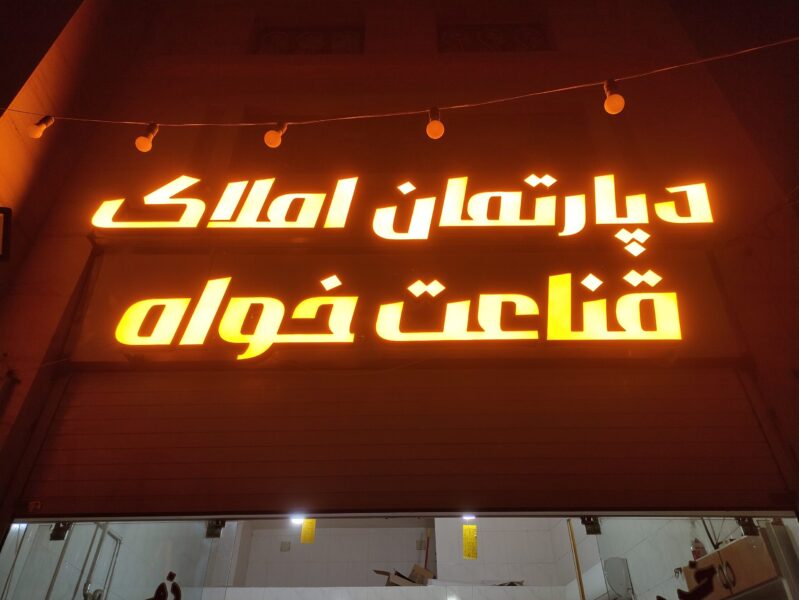 دپارتمان املاک
قناعت خواه